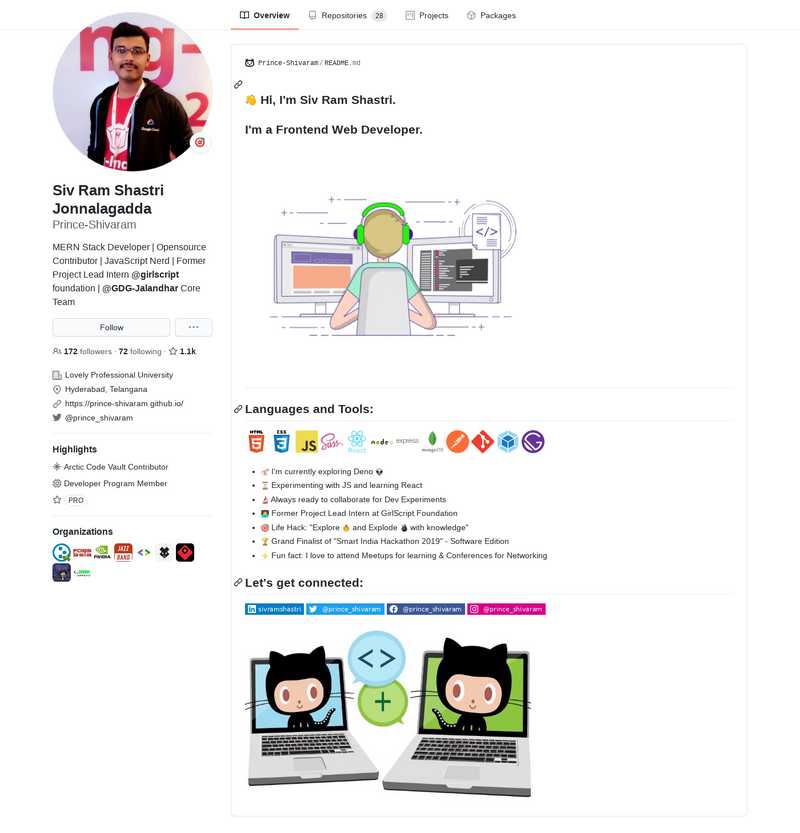 Overview
Repositories 28
Projects
Packages
Siv Ram Shastri
Jonnalagadda
Prince-Shivaram
MERN Stack Developer | Opensource
Contributor | JavaScript Nerd | Former
Project Lead Intern @girlscript
foundation | @GDG-Jalandhar Core
Team
Follow
172 followers · 72 following · 1.1k
Lovely Professional University
Hyderabad, Telangana
https://prince-shivaram.github.io/
@prince_shivaram
Highlights
Arctic Code Vault Contributor
Developer Program Member
PRO
Organizations
JAZZ
BAND
NVIDIA
Prince-Shivaram/README.md
👋 Hi, I'm Siv Ram Shastri.
I'm a Frontend Web Developer.
</>
Languages and Tools:
HTML CSS JS Sass React node express mongoDB
I'm currently exploring Deno 👽
Experimenting with JS and learning React
Always ready to collaborate for Dev Experiments
Former Project Lead Intern at GirlScript Foundation
Life Hack: "Explore 🔥 and Explode 💣 with knowledge"
Grand Finalist of "Smart India Hackathon 2019" - Software Edition
Fun fact: I love to attend Meetups for learning & Conferences for Networking
Let's get connected:
sivramshastri @prince_shivaram @prince_shivaram @prince_shivaram
<>
+